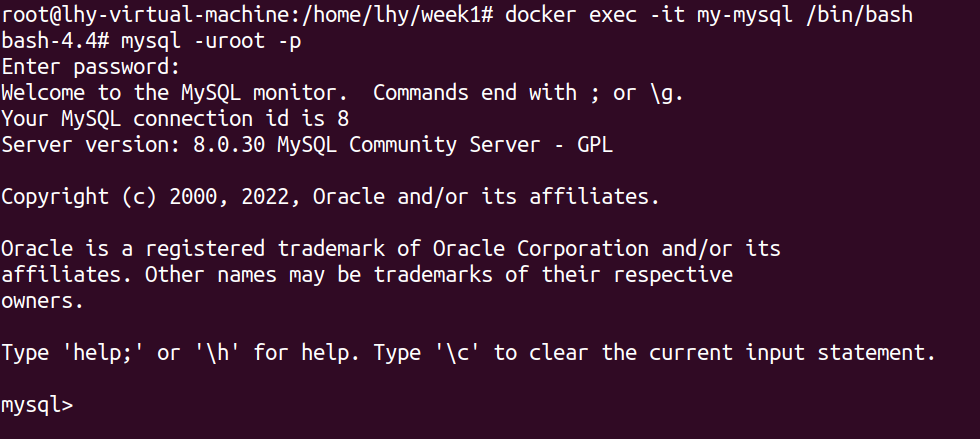 root@lhy-virtual-machine:/home/lhy/week1# docker exec -it my-mysql /bin/bash
bash-4.4# mysql -uroot -p
Enter password:
Welcome to the MySQL monitor.  Commands end with ; or \g.
Your MySQL connection id is 8
Server version: 8.0.30 MySQL Community Server - GPL

Copyright (c) 2000, 2022, Oracle and/or its affiliates.

Oracle is a registered trademark of Oracle Corporation and/or its
affiliates. Other names may be trademarks of their respective
owners.

Type 'help;' or '\h' for help. Type '\c' to clear the current input statement.

mysql>